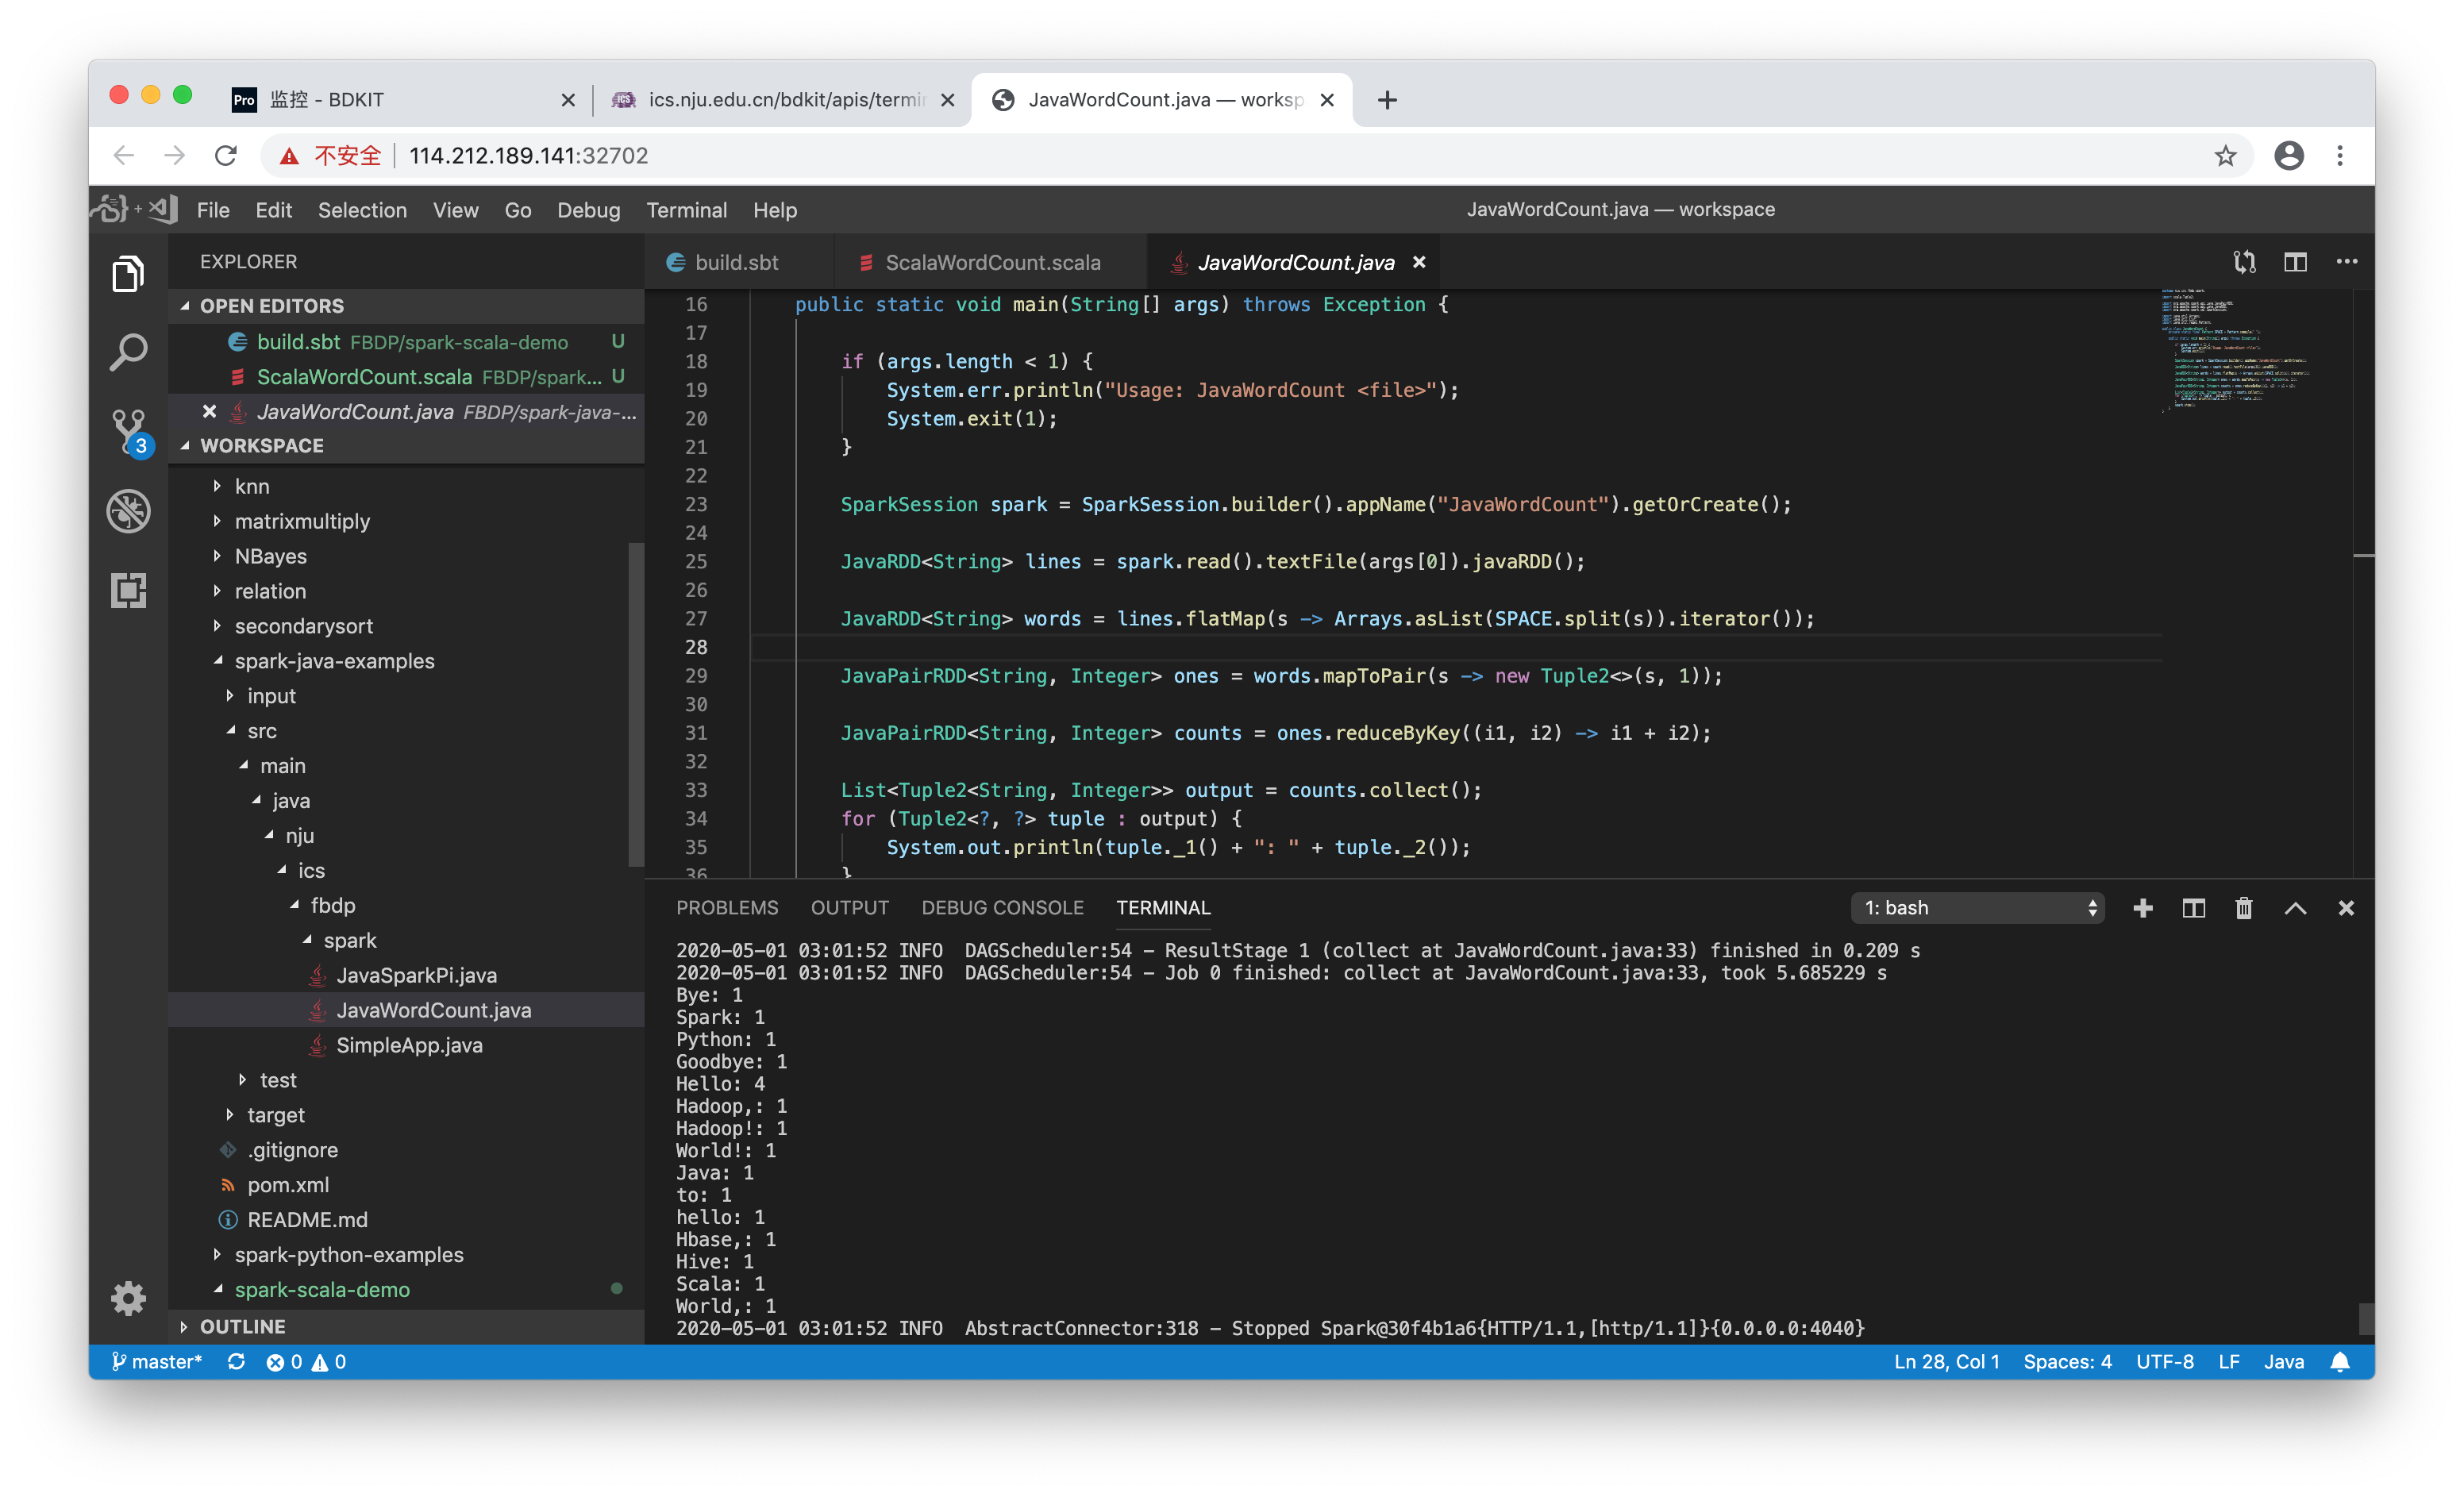 Pro 监控 - BDKIT
ICS ics.nju.edu.cn/bdkit/apis/termi
JavaWordCount.java — worksp
不安全 114.212.189.141:32702
File Edit Selection View Go Debug Terminal Help
JavaWordCount.java — workspace
EXPLORER
OPEN EDITORS
build.sbt FBDP/spark-scala-demo U
ScalaWordCount.scala FBDP/spark... U
JavaWordCount.java FBDP/spark-java-...
3
WORKSPACE
knn
matrixmultiply
NBayes
relation
secondarysort
spark-java-examples
input
src
main
java
nju
ics
fbdp
spark
JavaSparkPi.java
JavaWordCount.java
SimpleApp.java
test
target
.gitignore
pom.xml
README.md
spark-python-examples
spark-scala-demo
OUTLINE
build.sbt ScalaWordCount.scala JavaWordCount.java
16 public static void main(String[] args) throws Exception {
17
18 if (args.length < 1) {
19 System.err.println("Usage: JavaWordCount <file>");
20 System.exit(1);
21 }
22
23 SparkSession spark = SparkSession.builder().appName("JavaWordCount").getOrCreate();
24
25 JavaRDD<String> lines = spark.read().textFile(args[0]).javaRDD();
26
27 JavaRDD<String> words = lines.flatMap(s -> Arrays.asList(SPACE.split(s)).iterator());
28
29 JavaPairRDD<String, Integer> ones = words.mapToPair(s -> new Tuple2<>(s, 1));
30
31 JavaPairRDD<String, Integer> counts = ones.reduceByKey((i1, i2) -> i1 + i2);
32
33 List<Tuple2<String, Integer>> output = counts.collect();
34 for (Tuple2<?, ?> tuple : output) {
35 System.out.println(tuple._1() + ": " + tuple._2());
36 }
PROBLEMS OUTPUT DEBUG CONSOLE TERMINAL
1: bash
2020-05-01 03:01:52 INFO DAGScheduler:54 - ResultStage 1 (collect at JavaWordCount.java:33) finished in 0.209 s
2020-05-01 03:01:52 INFO DAGScheduler:54 - Job 0 finished: collect at JavaWordCount.java:33, took 5.685229 s
Bye: 1
Spark: 1
Python: 1
Goodbye: 1
Hello: 4
Hadoop,: 1
Hadoop!: 1
World!: 1
Java: 1
to: 1
hello: 1
Hbase,: 1
Hive: 1
Scala: 1
World,: 1
2020-05-01 03:01:52 INFO AbstractConnector:318 - Stopped Spark@30f4b1a6{HTTP/1.1,[http/1.1]}{0.0.0.0:4040}
master* 0 0
Ln 28, Col 1 Spaces: 4 UTF-8 LF Java